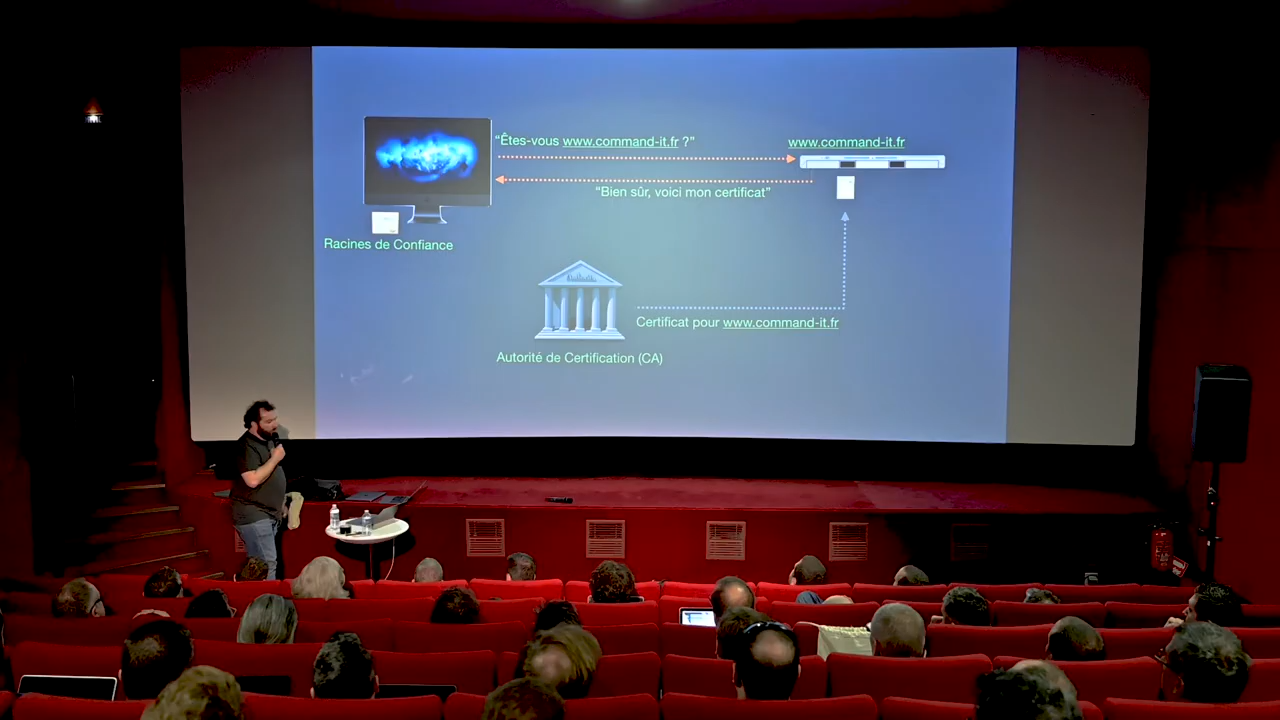 “Êtes-vous www.command-it.fr ?”
www.command-it.fr
“Bien sûr, voici mon certificat”
Racines de Confiance
Certificat pour www.command-it.fr
Autorité de Certification (CA)